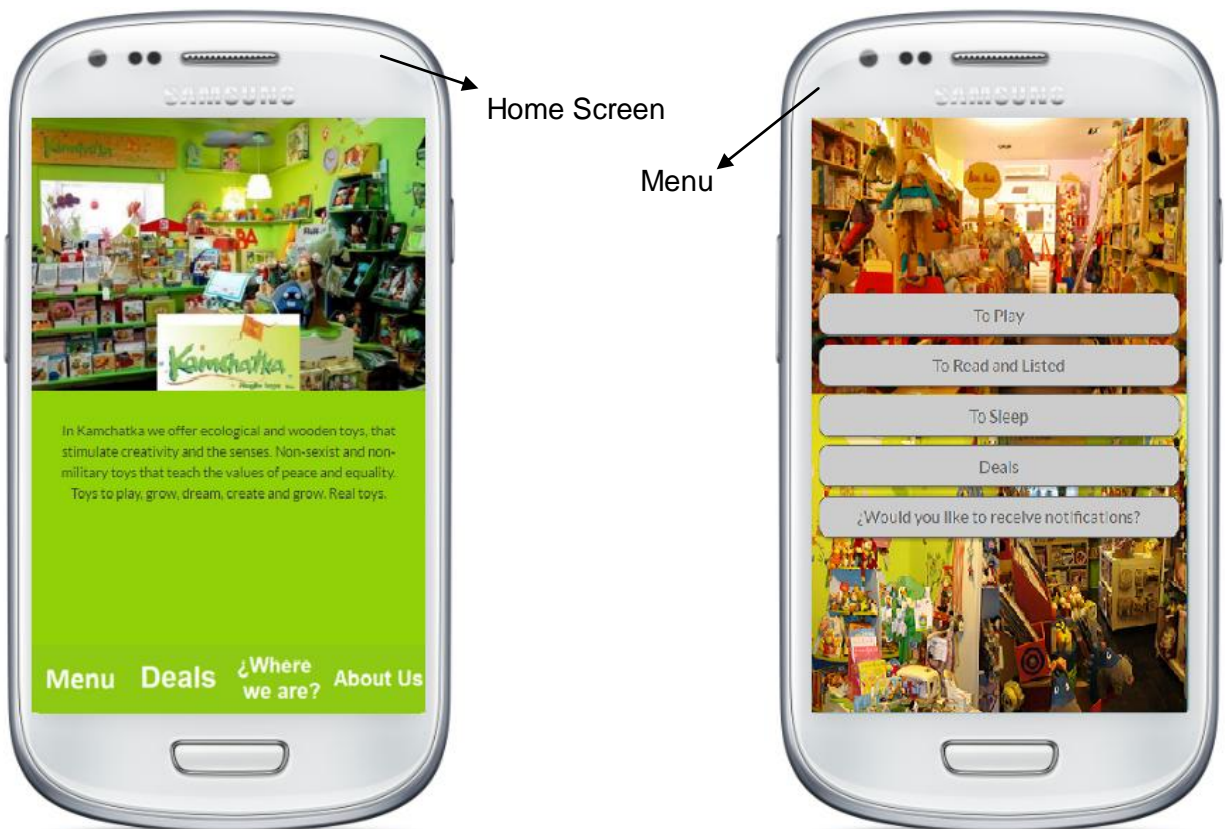 SAMSUNG
Home Screen
Kamchatka
BA
Kamchatka
In Kamchatka we offer ecological and wooden toys, that
stimulate creativity and the senses. Non-sexist and non-
military toys that teach the values of peace and equality.
Toys to play, grow, dream, create and grow. Real toys.
Menu
Deals
¿Where
we are?
About Us
SAMSUNG
Menu
To Play
To Read and Listed
To Sleep
Deals
¿Would you like to receive notifications?